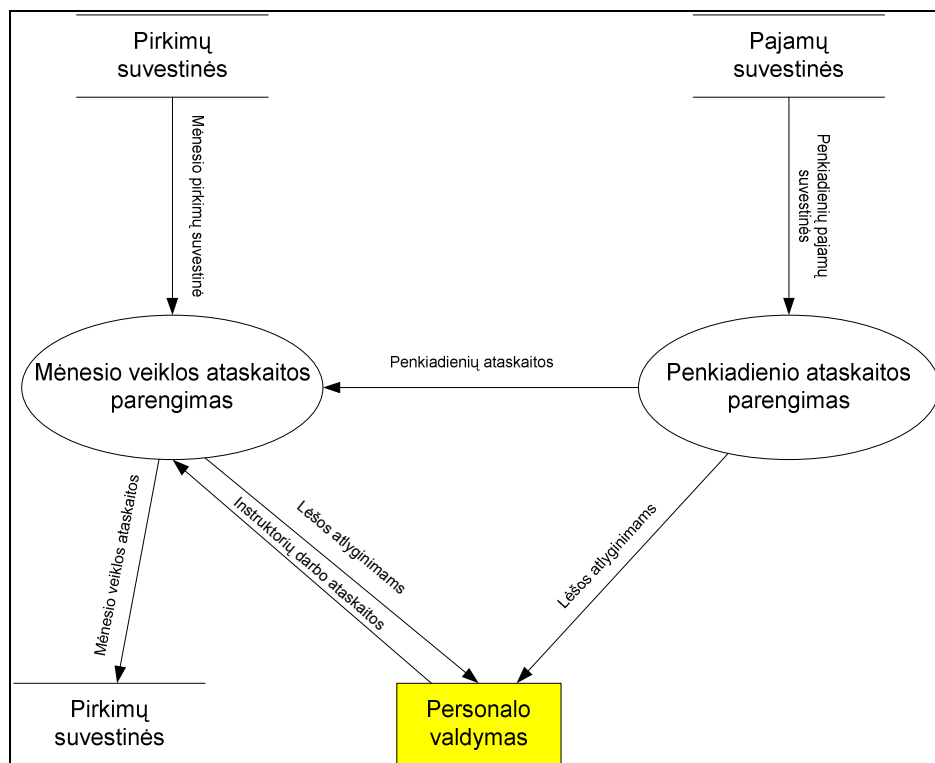 Pirkimų
suvestinės
Pajamų
suvestinės
Mėnesio pirkimų suvestinė
Penkiadienių pajamų
suvestinės
Mėnesio veiklos ataskaitos
parengimas
Penkiadienių ataskaitos
Penkiadienio ataskaitos
parengimas
Mėnesio veiklos ataskaitos
Instruktorių darbo ataskaitos
Lėšos atlyginimams
Lėšos atlyginimams
Pirkimų
suvestinės
Personalo
valdymas